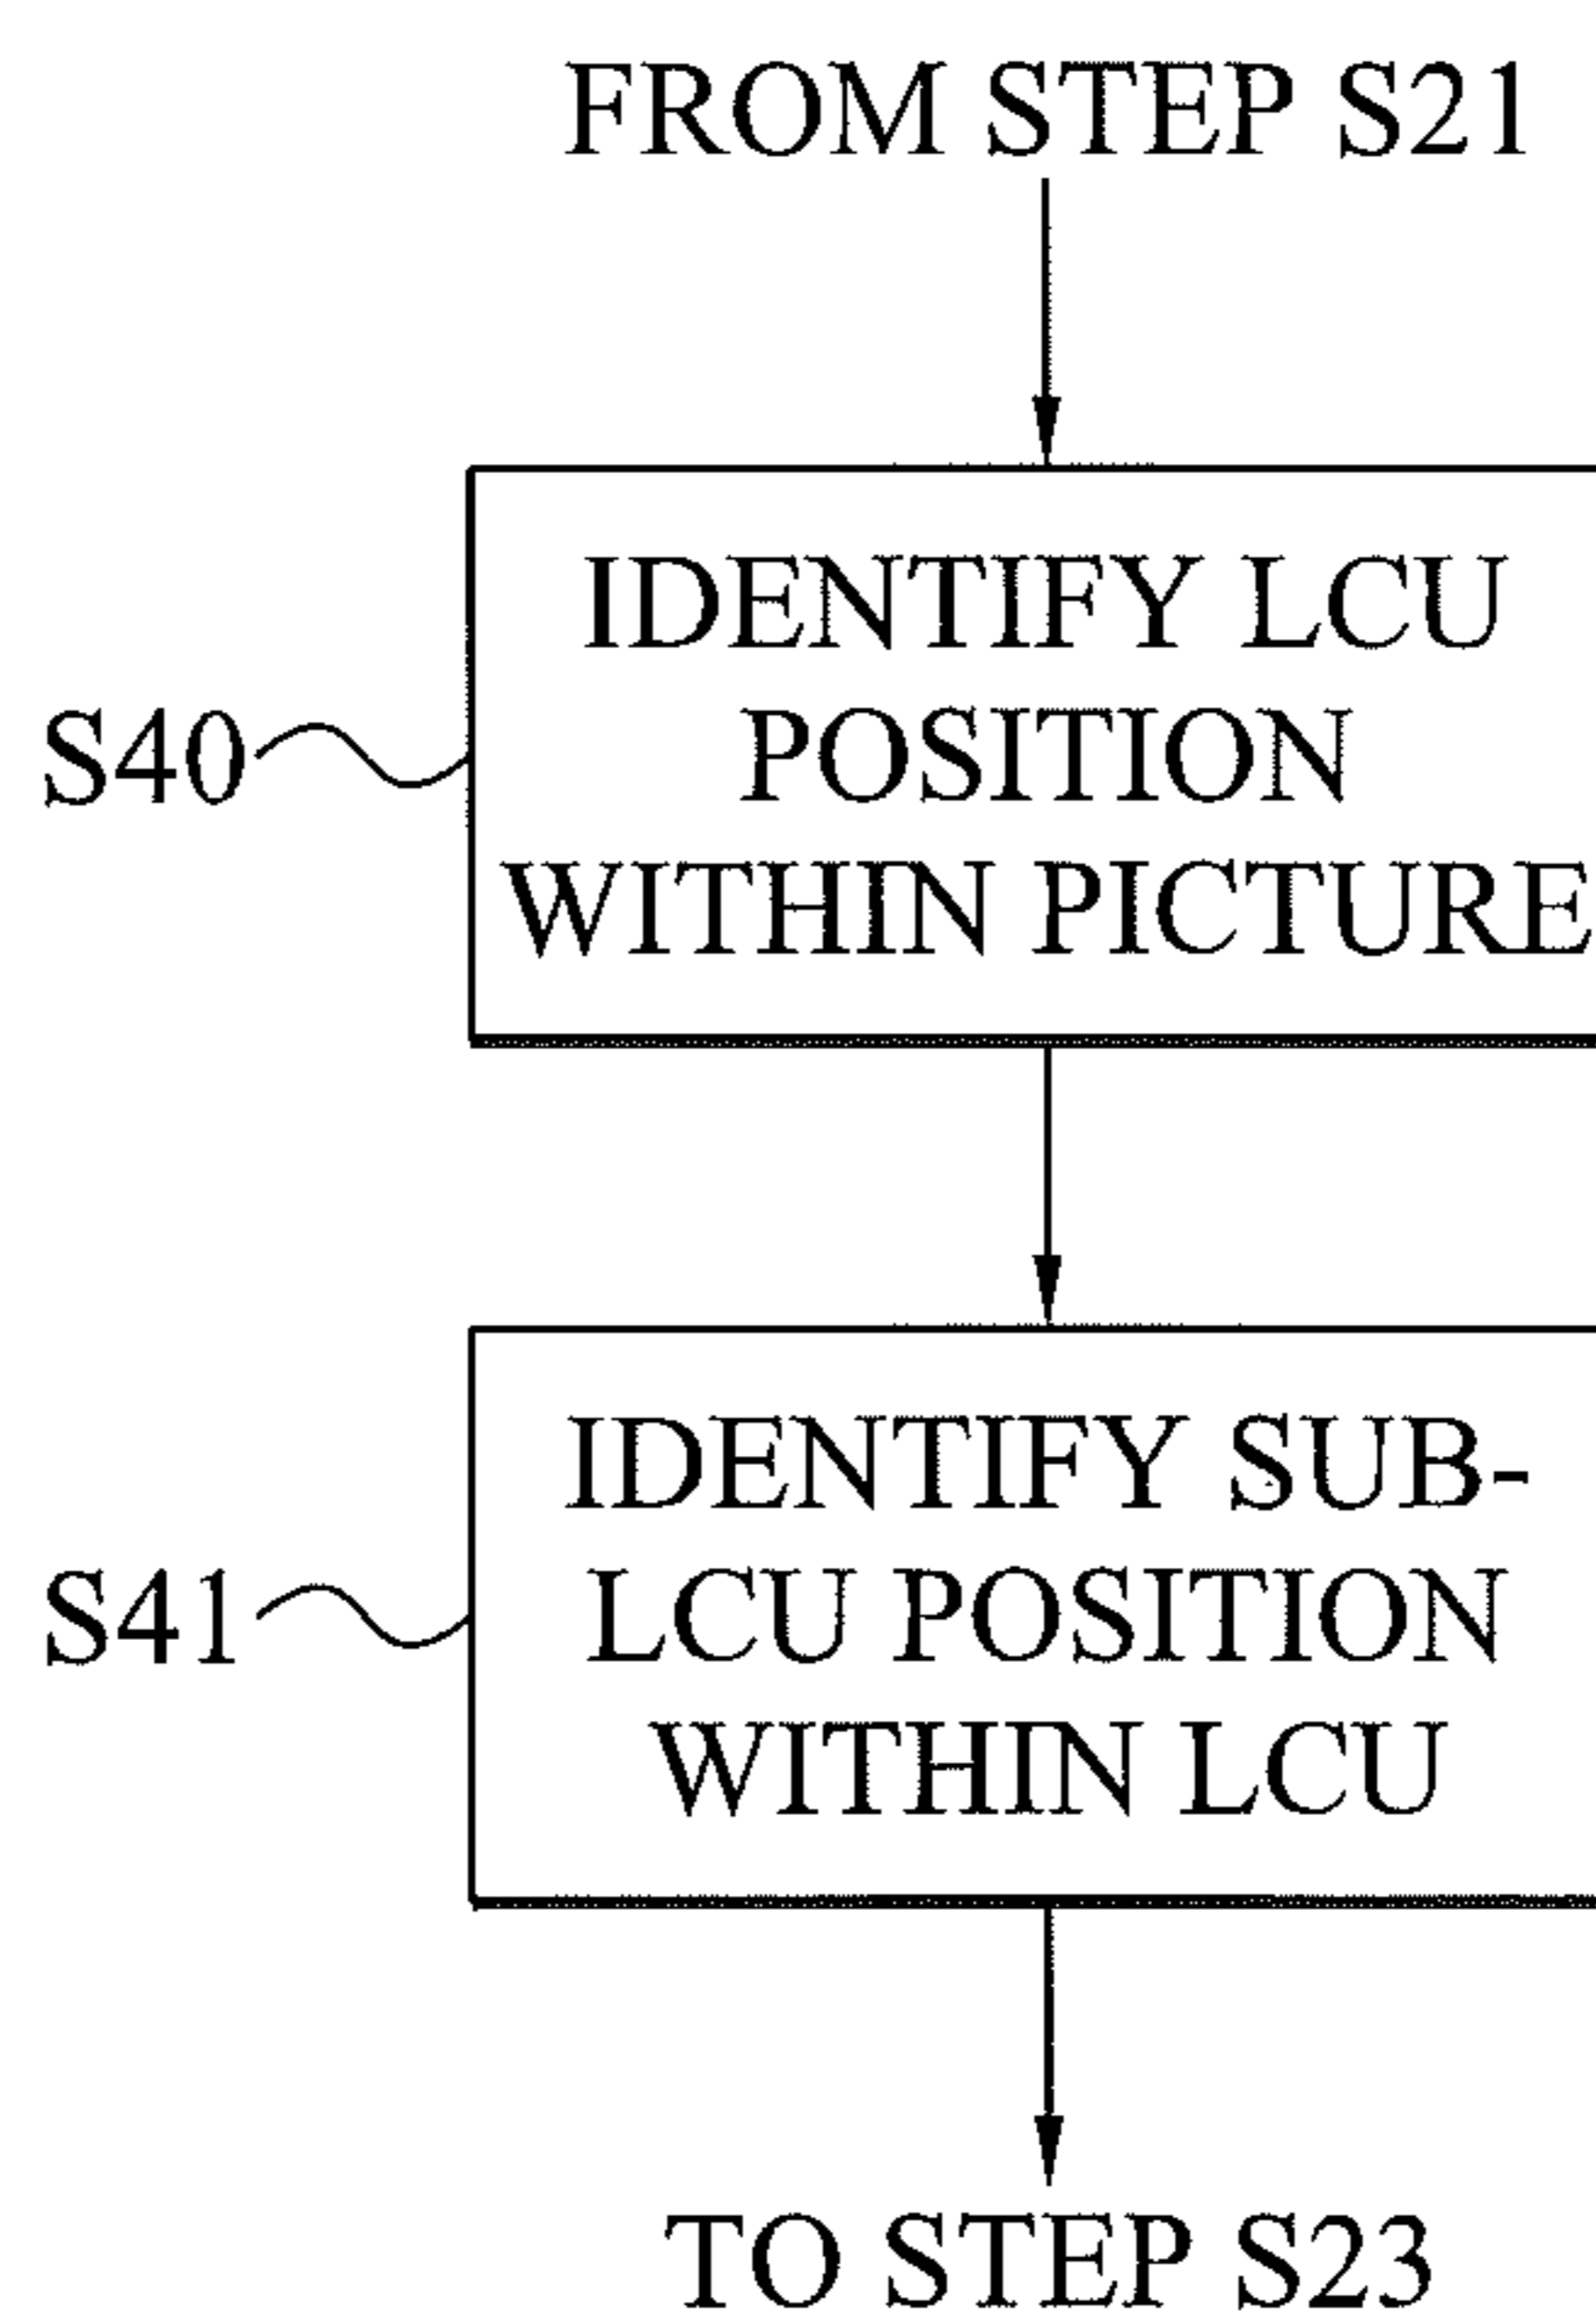 FROM STEP S21
IDENTIFY LCU
POSITION
S40
WITHIN PICTURE
IDENTIFY SUB-
LCU POSITION
S41
WITHIN LCU
TO STEP S23